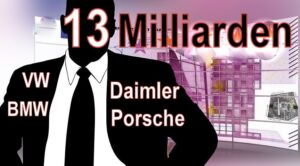 13 Milliarden
VW
BMW
Daimler
Porsche